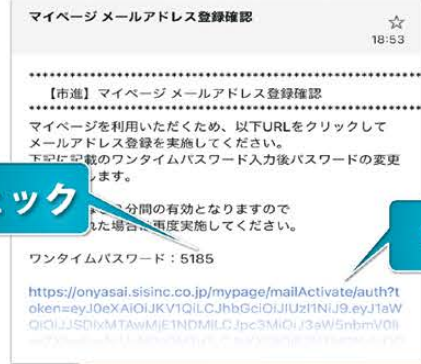 マイページ メールアドレス登録確認
18:53
【市進】マイページ メールアドレス登録確認
マイページを利用いただくため、以下URLをクリックして
メールアドレス登録を実施してください。
下記に記載のワンタイムパスワード入力後パスワードの変更
します。
ック
分間の有効となりますので
れた場合は再度実施してください。
ワンタイムパスワード：5185
https://onyasai.sisinc.co.jp/mypage/mailActivate/auth?t
oken=eyJ0eXAiOiJKV1QiLCJhbGciOiJIUzI1NiJ9.eyJ1aW